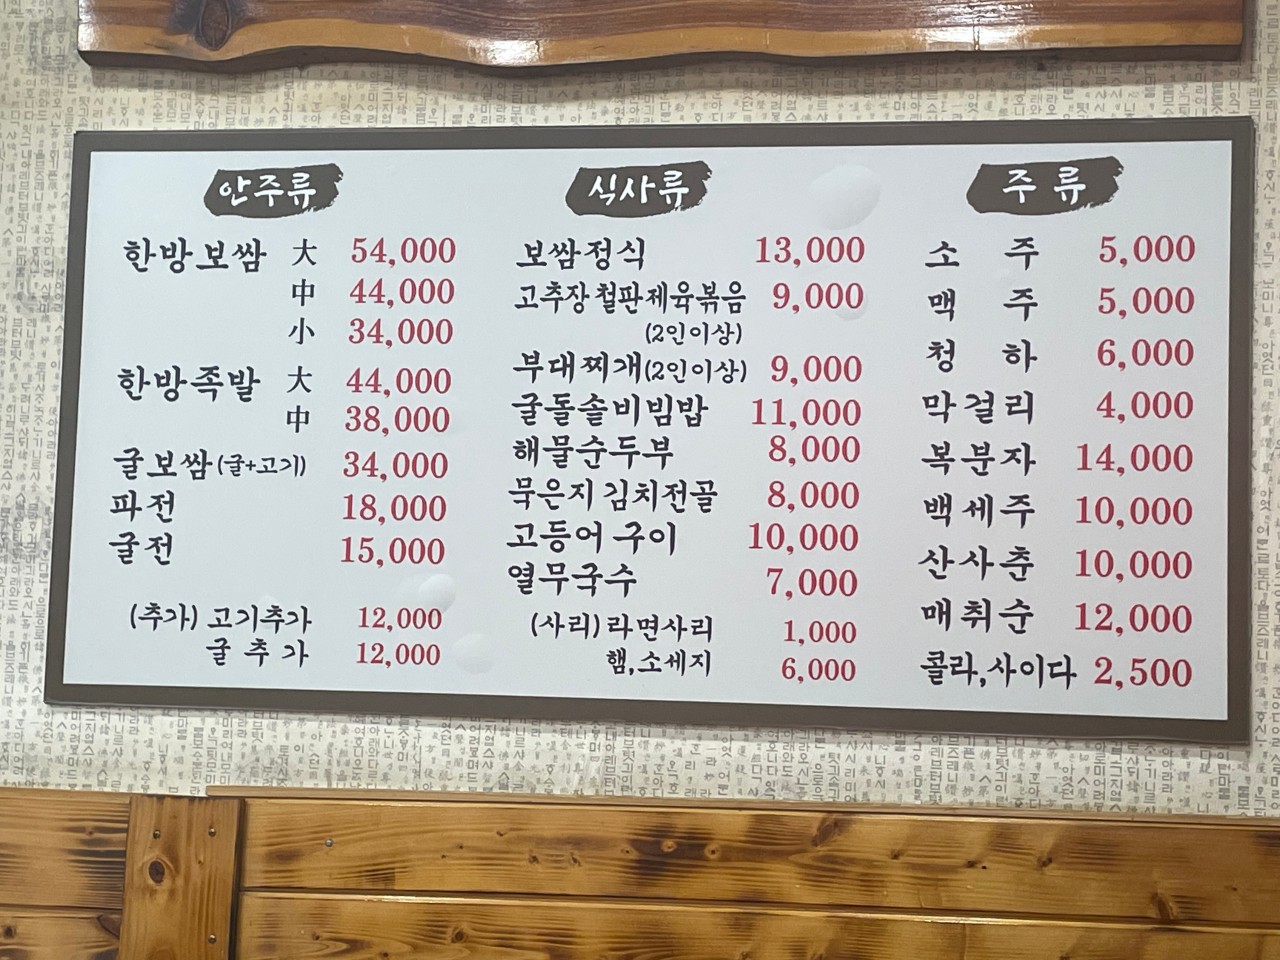 안주류
한방보쌈 大 54,000
中 44,000
小 34,000
한방족발 大 44,000
中 38,000
굴보쌈(굴+고기) 34,000
파전 18,000
굴전 15,000
(추가) 고기추가 12,000
굴 추 가 12,000
식사류
보쌈정식 13,000
고추장 철판제육볶음 9,000
(2인이상)
부대찌개(2인이상) 9,000
굴돌솥비빔밥 11,000
해물순두부 8,000
묵은지 김치전골 8,000
고등어 구이 10,000
열무국수 7,000
(사리) 라면사리 1,000
햄,소세지 6,000
주 류
소 주 5,000
맥 주 5,000
청 하 6,000
막걸리 4,000
복분자 14,000
백세주 10,000
산사춘 10,000
매취순 12,000
콜라,사이다 2,500